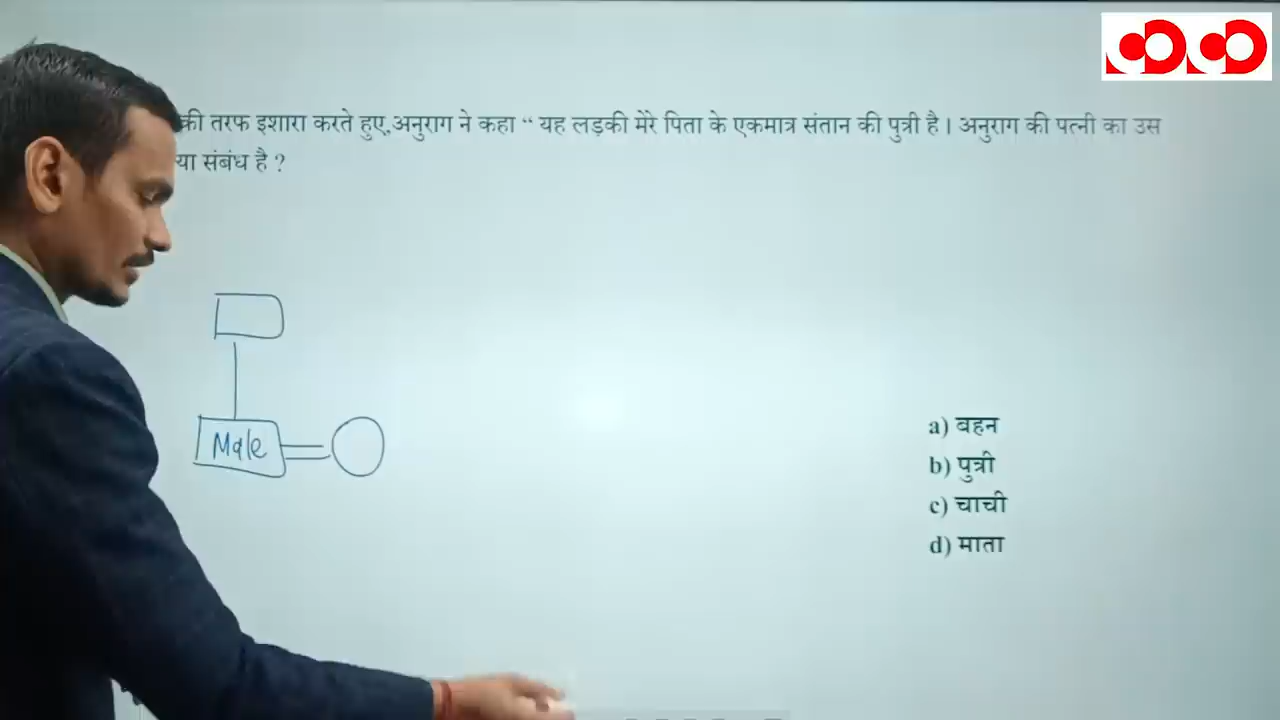 की तरफ इशारा करते हुए,अनुराग ने कहा “ यह लड़की मेरे पिता के एकमात्र संतान की पुत्री है । अनुराग की पत्नी का उस
या संबंध है ?
Male
a) बहन
b) पुत्री
c) चाची
d) माता